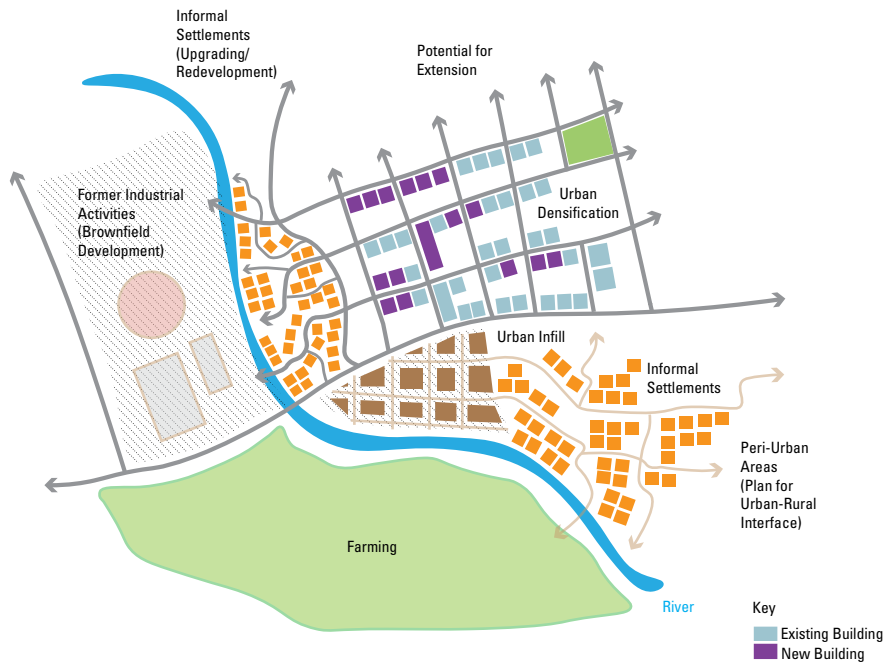 Informal
Settlements
(Upgrading/
Redevelopment)
Potential for
Extension
Former Industrial
Activities
(Brownfield
Development)
Urban
Densification
Urban Infill
Informal
Settlements
Peri-Urban
Areas
(Plan for
Urban-Rural
Interface)
Farming
River
Key
Existing Building
New Building